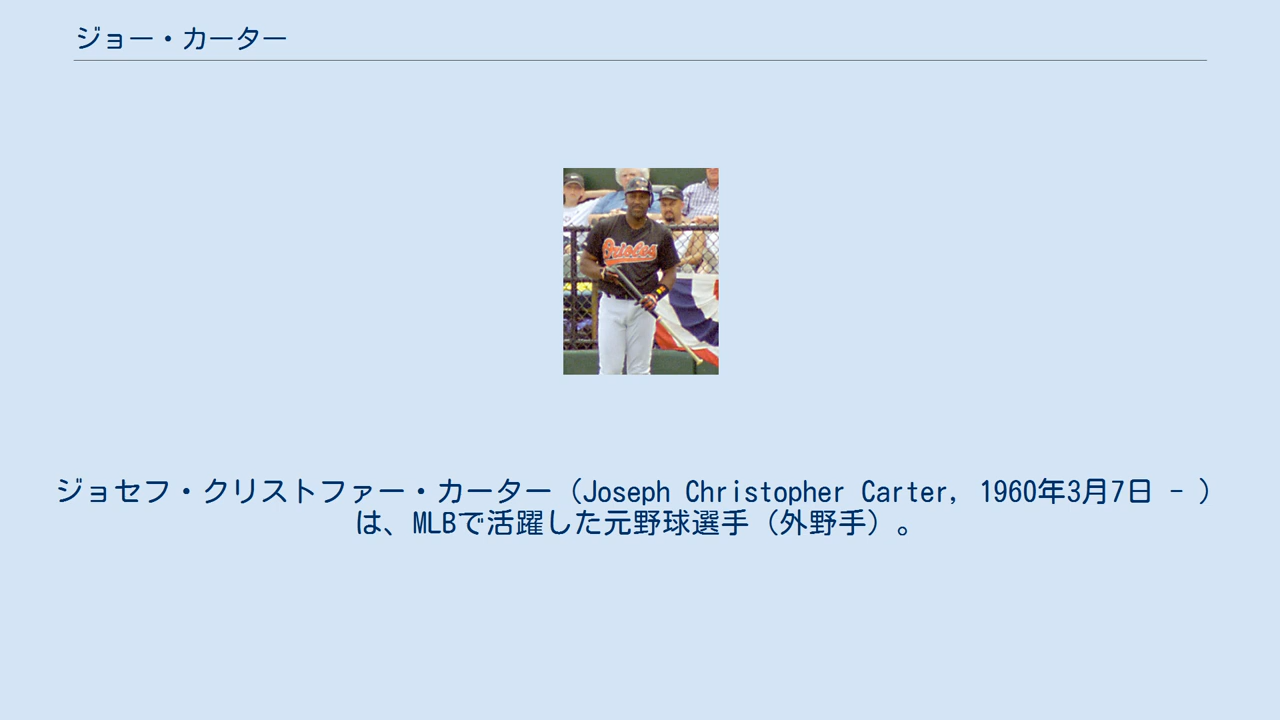 ジョー・カーター
Orioles
ジョセフ・クリストファー・カーター（Joseph Christopher Carter, 1960年3月7日 - ）
は、MLBで活躍した元野球選手（外野手）。